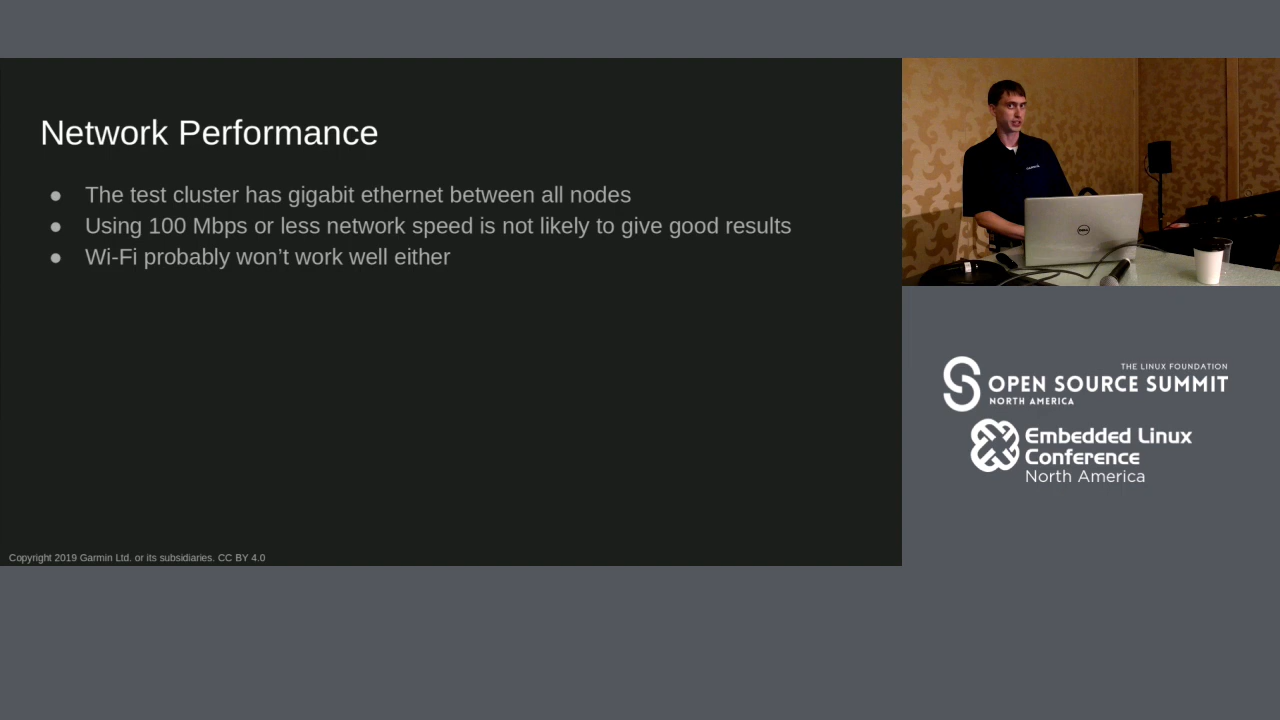 Network Performance
● The test cluster has gigabit ethernet between all nodes
● Using 100 Mbps or less network speed is not likely to give good results
● Wi-Fi probably won’t work well either
Copyright 2019 Garmin Ltd. or its subsidiaries. CC BY 4.0
DELL
THE LINUX FOUNDATION
OPEN SOURCE SUMMIT
NORTH AMERICA
Embedded Linux
Conference
North America